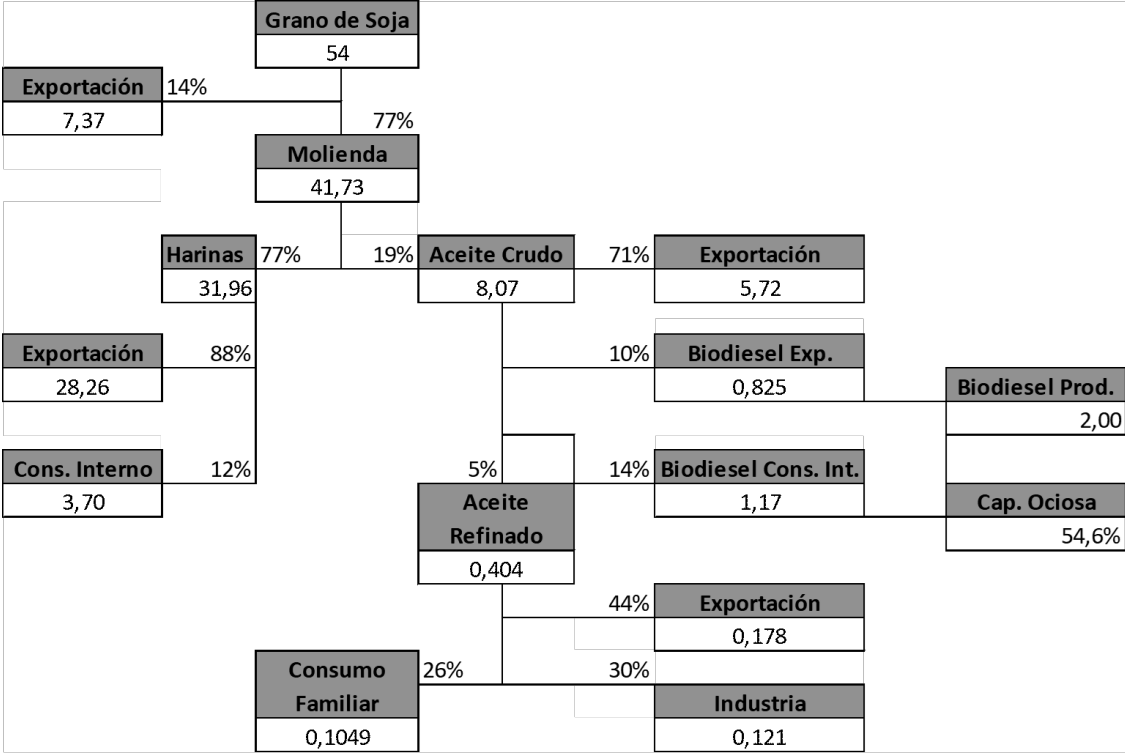 Grano de Soja
54
Exportación 14%
7,37
77%
Molienda
41,73
Harinas 77% 19% Aceite Crudo 71% Exportación
31,96 8,07 5,72
Exportación 88% 10% Biodiesel Exp.
28,26 0,825 Biodiesel Prod.
2,00
Cons. Interno 12% 5% 14% Biodiesel Cons. Int.
3,70 Aceite 1,17 Cap. Ociosa
Refinado 54,6%
0,404
44% Exportación
0,178
Consumo 26% 30%
Familiar Industria
0,1049 0,121